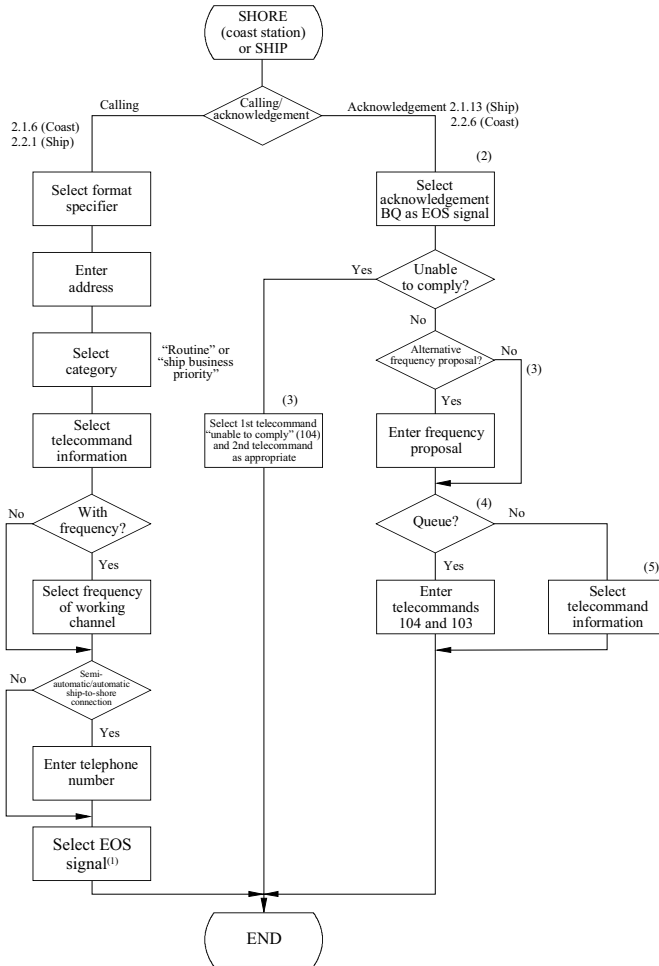 SHORE
(coast station)
or SHIP
Calling/
acknowledgement
Calling
2.1.6 (Coast)
2.2.1 (Ship)
Acknowledgement 2.1.13 (Ship)
2.2.6 (Coast)
Select format
specifier
Enter
address
Select
category
“Routine” or
“ship business
priority”
Select
telecommand
information
With
frequency?
No
Yes
Select frequency
of working
channel
Semi-
automatic/automatic
ship-to-shore
connection
No
Yes
Enter telephone
number
Select EOS
signal(1)
(2)
Select
acknowledgement
BQ as EOS signal
Unable
to comply?
Yes
No
(3)
Select 1st telecommand
“unable to comply” (104)
and 2nd telecommand
as appropriate
Alternative
frequency proposal?
No
(3)
Yes
Enter frequency
proposal
Queue?
(4)
No
Yes
Enter
telecommands
104 and 103
(5)
Select
telecommand
information
END